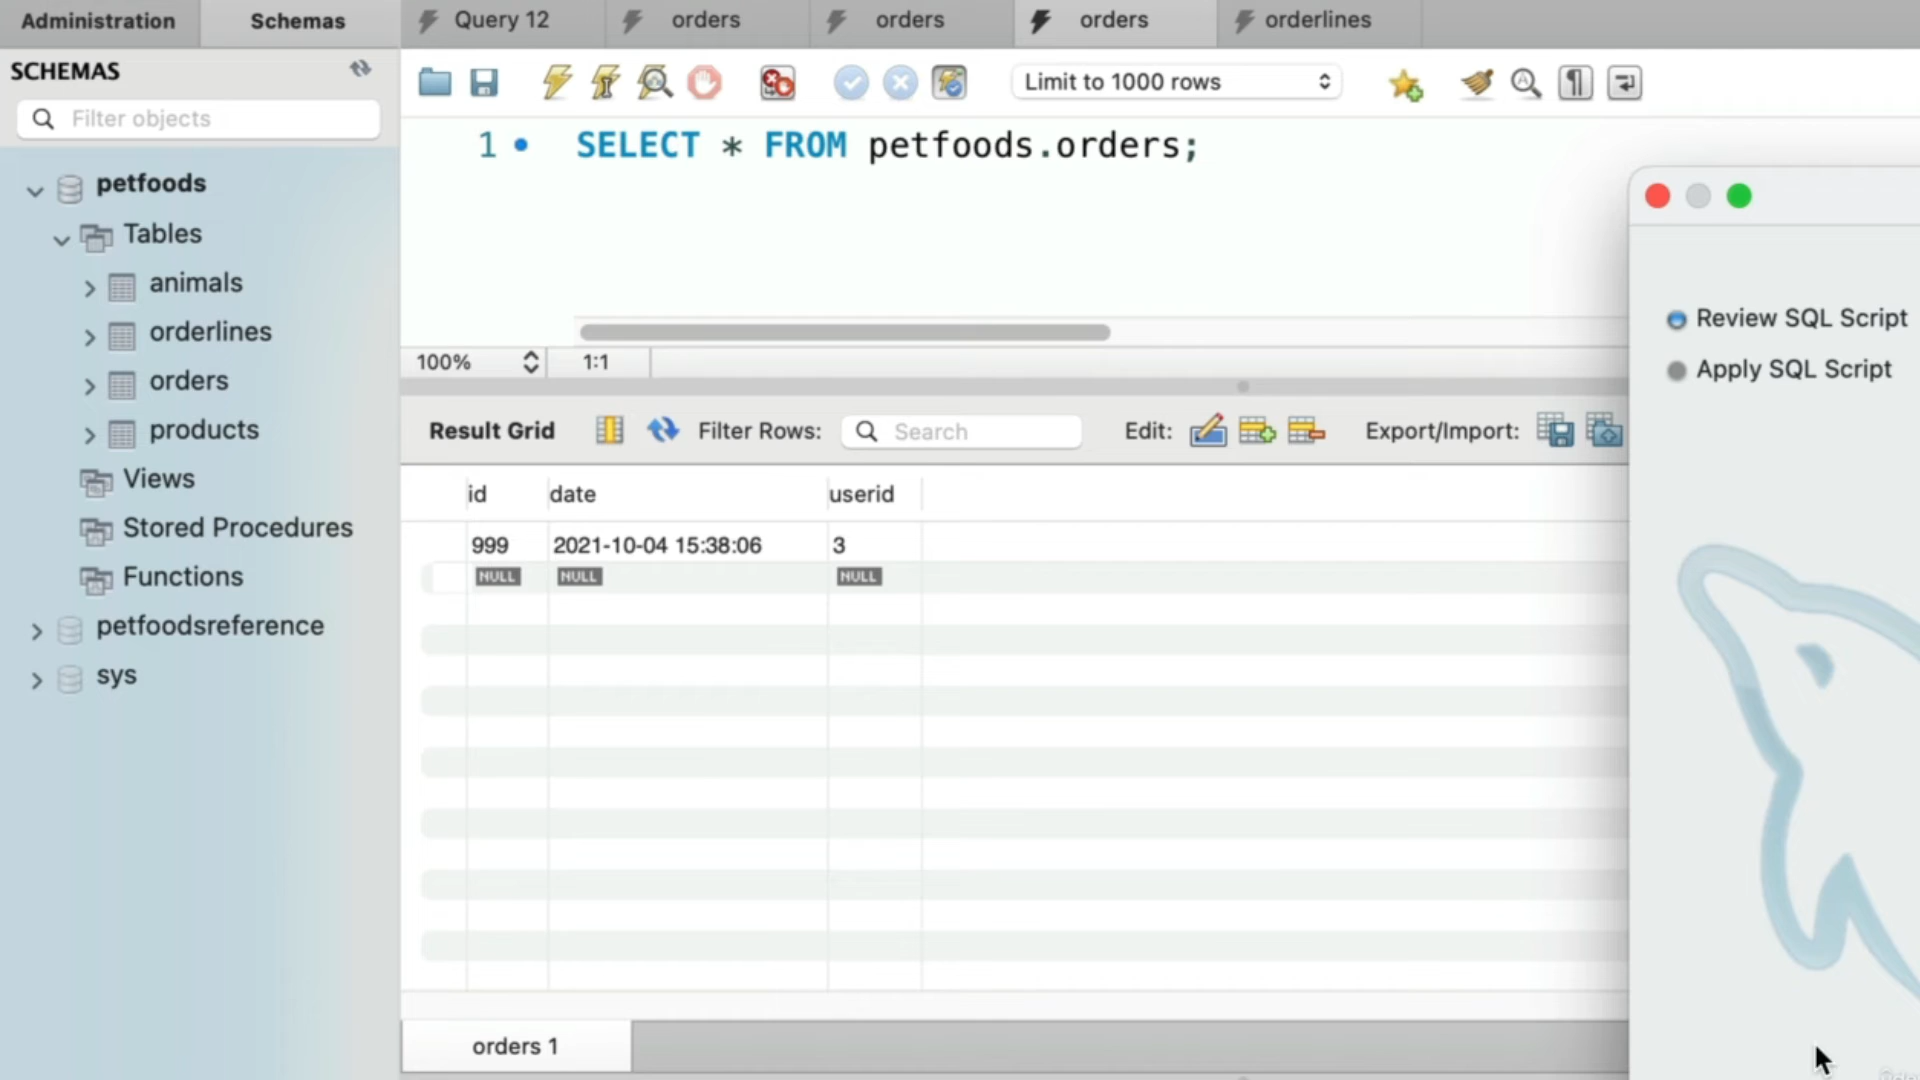 Administration Schemas Query 12 orders orders orders orderlines
SCHEMAS
Filter objects
Limit to 1000 rows
1 SELECT * FROM petfoods.orders;
petfoods
Tables
animals
orderlines
orders
products
Views
Stored Procedures
Functions
petfoodsreference
sys
100% 1:1
Result Grid Filter Rows: Search Edit: Export/Import:
id date userid
999 2021-10-04 15:38:06 3
NULL NULL NULL
orders 1
Review SQL Script
Apply SQL Script